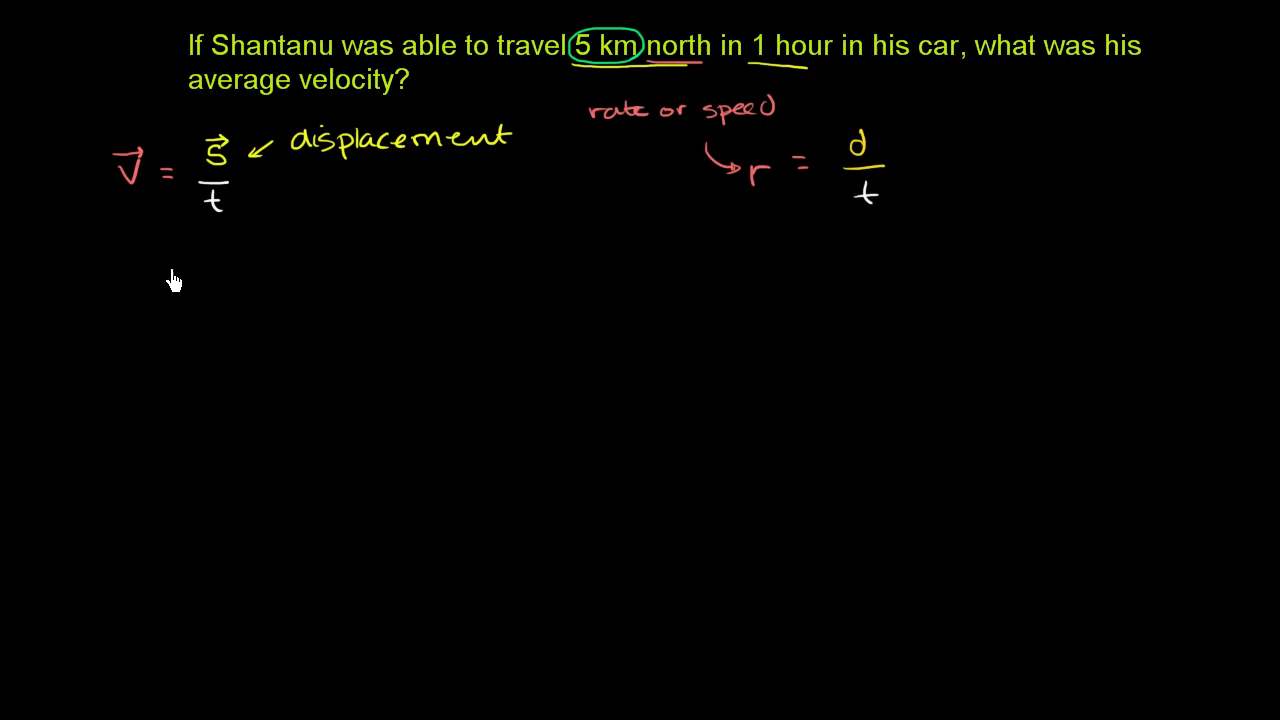 If Shantanu was able to travel 5 km north in 1 hour in his car, what was his
average velocity?
rate or speed
v⃗ = s⃗ / t ← displacement
r = d / t